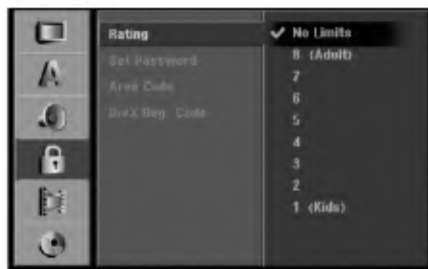 Rating
Set Password
Area Code
DivX Reg. Code
✓ No Limits
8 (Adult)
7
6
5
4
3
2
1 (Kids)